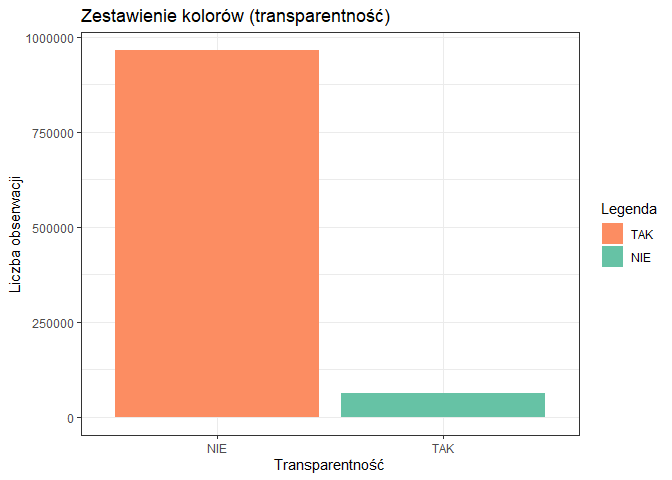 Zestawienie kolorów (transparentność)
1000000
750000
500000
250000
0
Liczba obserwacji
NIE
TAK
Transparentność
Legenda
TAK
NIE